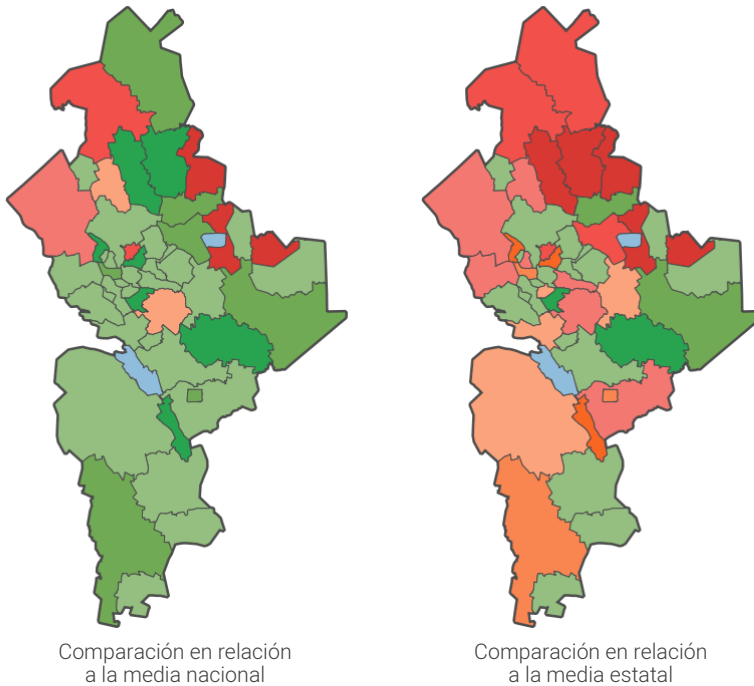 Comparación en relación
a la media nacional
Comparación en relación
a la media estatal